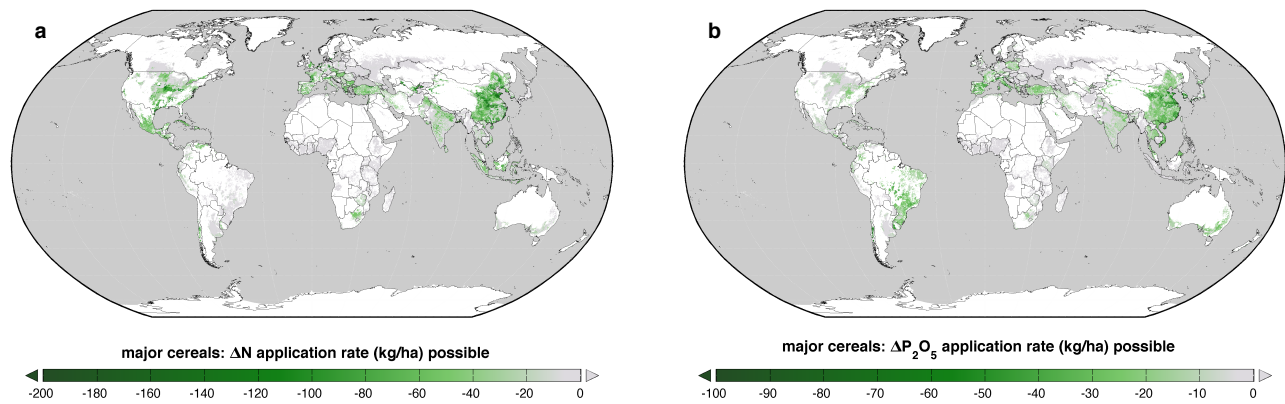 a
b
major cereals: ΔN application rate (kg/ha) possible
-200 -180 -160 -140 -120 -100 -80 -60 -40 -20 0
major cereals: ΔP₂O₅ application rate (kg/ha) possible
-100 -90 -80 -70 -60 -50 -40 -30 -20 -10 0